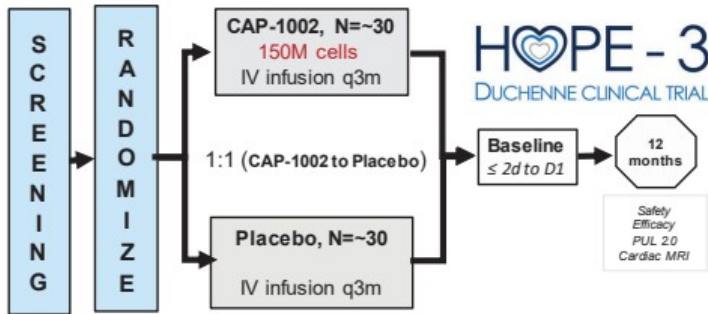 SCREENING
RANDOMIZE
CAP-1002, N=~30
150M cells
IV infusion q3m
1:1 (CAP-1002 to Placebo)
Placebo, N=~30
IV infusion q3m
HOPE-3
DUCHENNE CLINICAL TRIAL
Baseline
≤ 2d to D1
12
months
Safety
Efficacy
PUL 2.0
Cardiac MRI